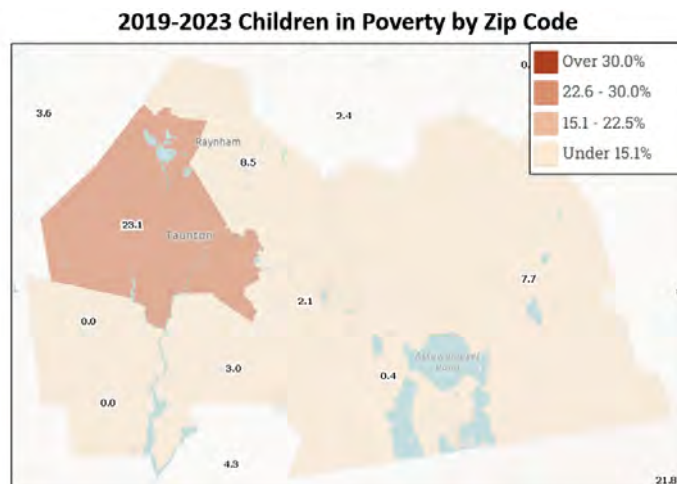 2019-2023 Children in Poverty by Zip Code
Over 30.0%
22.6 - 30.0%
15.1 - 22.5%
Under 15.1%
0.
3.6
2.4
Raynham
8.5
23.1
Taunton
7.7
2.1
0.0
3.0
0.4
Pond
0.0
4.3
21.8